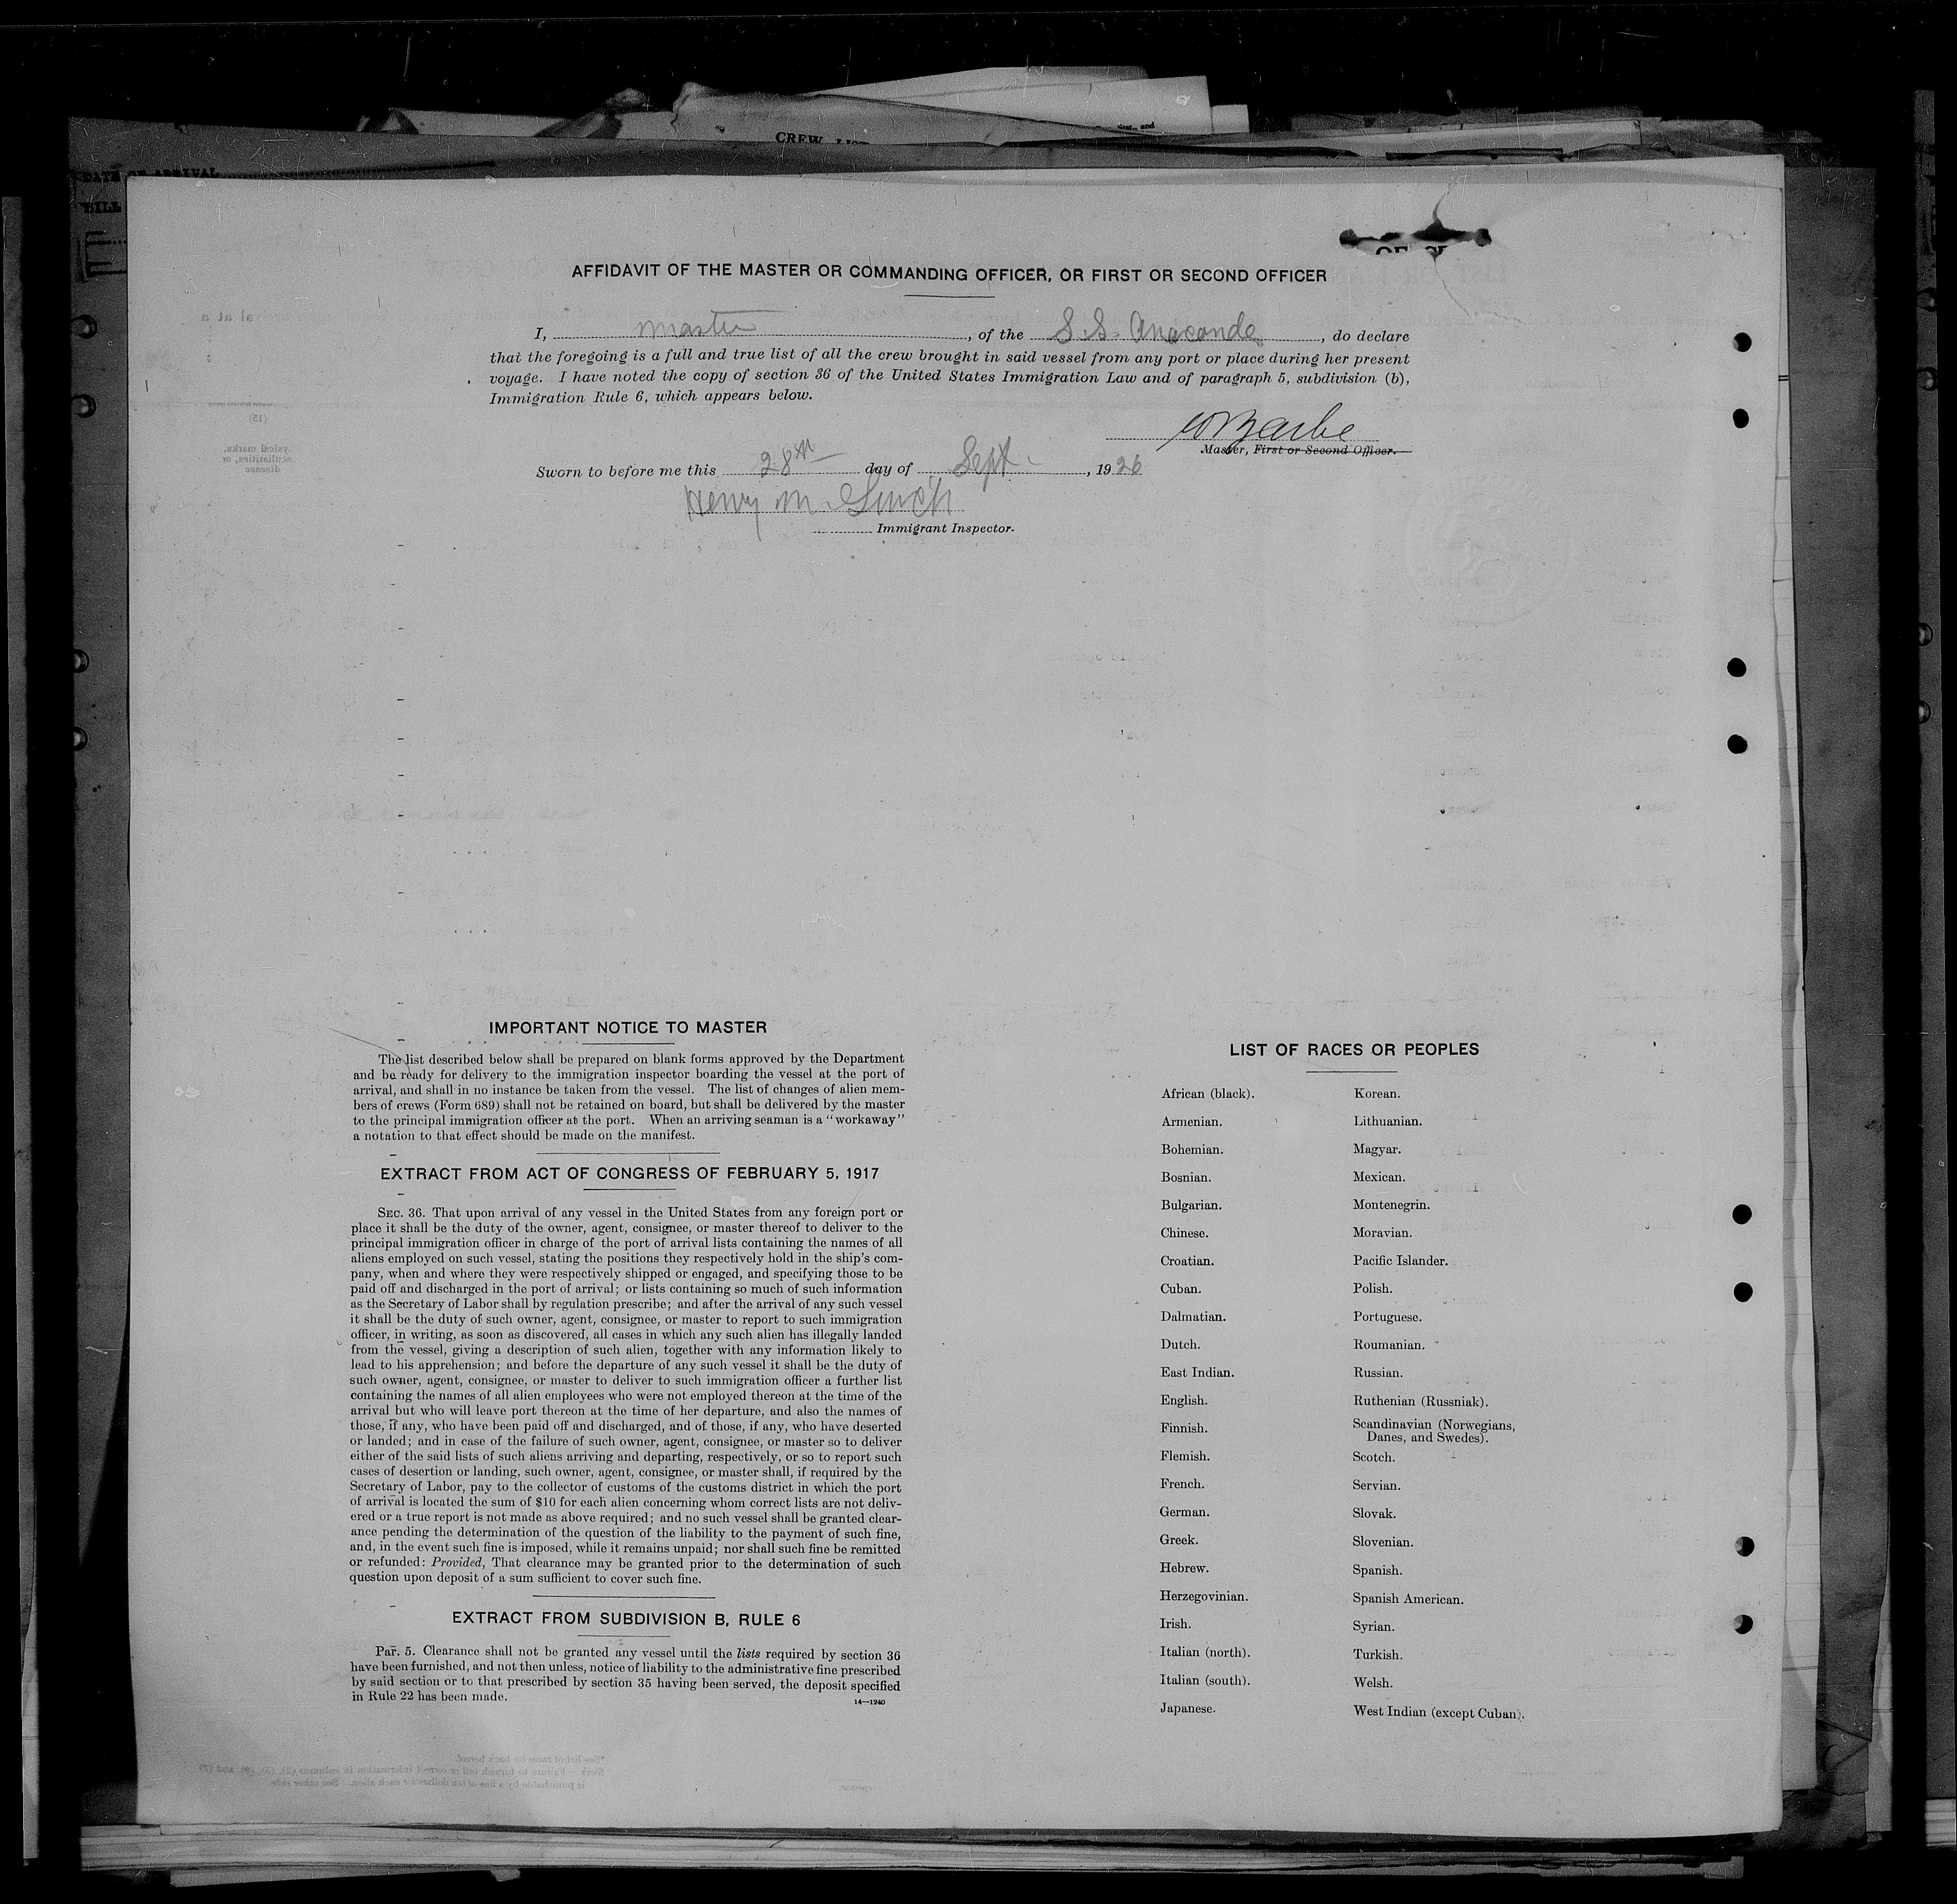 CREW LIST
DATE OF ARRIVAL
BILL
AFFIDAVIT OF THE MASTER OR COMMANDING OFFICER, OR FIRST OR SECOND OFFICER
I, Master, of the S.S. Anaconda, do declare
that the foregoing is a full and true list of all the crew brought in said vessel from any port or place during her present
voyage. I have noted the copy of section 36 of the United States Immigration Law and of paragraph 5, subdivision (b),
Immigration Rule 6, which appears below.
Master, First or Second Officer.
Sworn to before me this 28th day of Sept., 1926
Henry M.
Immigrant Inspector.
IMPORTANT NOTICE TO MASTER
The list described below shall be prepared on blank forms approved by the Department
and be ready for delivery to the immigration inspector boarding the vessel at the port of
arrival, and shall in no instance be taken from the vessel. The list of changes of alien mem-
bers of crews (Form 689) shall not be retained on board, but shall be delivered by the master
to the principal immigration officer at the port. When an arriving seaman is a "workaway"
a notation to that effect should be made on the manifest.
EXTRACT FROM ACT OF CONGRESS OF FEBRUARY 5, 1917
SEC. 36. That upon arrival of any vessel in the United States from any foreign port or
place it shall be the duty of the owner, agent, consignee, or master thereof to deliver to the
principal immigration officer in charge of the port of arrival lists containing the names of all
aliens employed on such vessel, stating the positions they respectively hold in the ship's com-
pany, when and where they were respectively shipped or engaged, and specifying those to be
paid off and discharged in the port of arrival; or lists containing so much of such information
as the Secretary of Labor shall by regulation prescribe; and after the arrival of any such vessel
it shall be the duty of such owner, agent, consignee, or master to report to such immigration
officer, in writing, as soon as discovered, all cases in which any such alien has illegally landed
from the vessel, giving a description of such alien, together with any information likely to
lead to his apprehension; and before the departure of any such vessel it shall be the duty of
such owner, agent, consignee, or master to deliver to such immigration officer a further list
containing the names of all alien employees who were not employed thereon at the time of the
arrival but who will leave port thereon at the time of her departure, and also the names of
those, if any, who have been paid off and discharged, and of those, if any, who have deserted
or landed; and in case of the failure of such owner, agent, consignee, or master so to deliver
either of the said lists of such aliens arriving and departing, respectively, or so to report such
cases of desertion or landing, such owner, agent, consignee, or master shall, if required by the
Secretary of Labor, pay to the collector of customs of the customs district in which the port
of arrival is located the sum of $10 for each alien concerning whom correct lists are not deliv-
ered or a true report is not made as above required; and no such vessel shall be granted clear-
ance pending the determination of the question of the liability to the payment of such fine,
and, in the event such fine is imposed, while it remains unpaid; nor shall such fine be remitted
or refunded: Provided, That clearance may be granted prior to the determination of such
question upon deposit of a sum sufficient to cover such fine.
EXTRACT FROM SUBDIVISION B, RULE 6
Par. 5. Clearance shall not be granted any vessel until the lists required by section 36
have been furnished, and not then unless, notice of liability to the administrative fine prescribed
by said section or to that prescribed by section 35 having been served, the deposit specified
in Rule 22 has been made.
14—1240
LIST OF RACES OR PEOPLES
African (black).
Armenian.
Bohemian.
Bosnian.
Bulgarian.
Chinese.
Croatian.
Cuban.
Dalmatian.
Dutch.
East Indian.
English.
Finnish.
Flemish.
French.
German.
Greek.
Hebrew.
Herzegovinian.
Irish.
Italian (north).
Italian (south).
Japanese.
Korean.
Lithuanian.
Magyar.
Mexican.
Montenegrin.
Moravian.
Pacific Islander.
Polish.
Portuguese.
Roumanian.
Russian.
Ruthenian (Russniak).
Scandinavian (Norwegians,
Danes, and Swedes).
Scotch.
Servian.
Slovak.
Slovenian.
Spanish.
Spanish American.
Syrian.
Turkish.
Welsh.
West Indian (except Cuban).